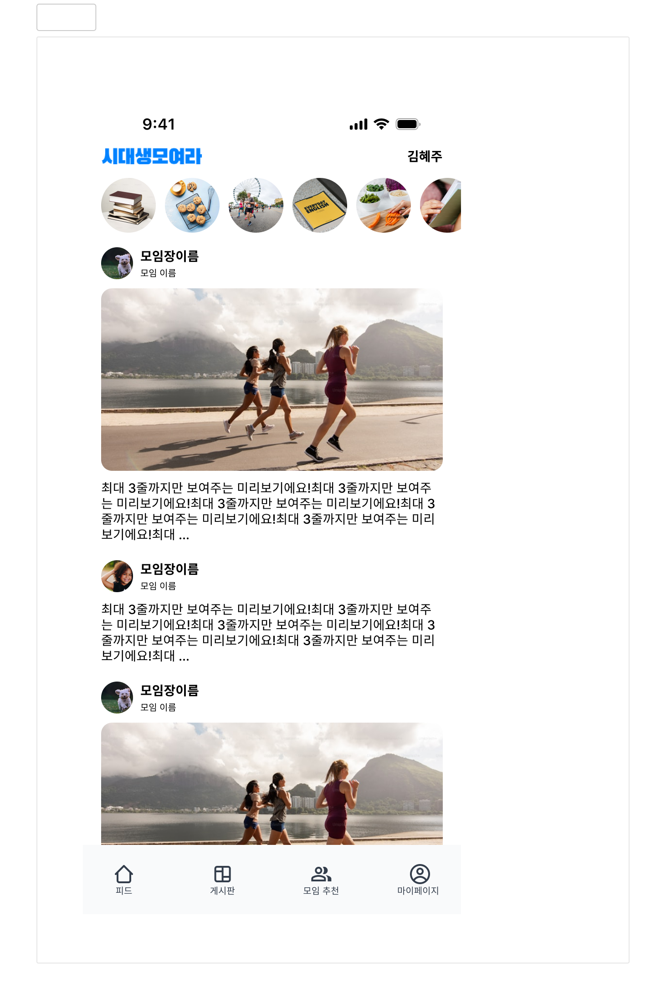 9:41
시대생모여라
김혜주
EVERYDAY
ENGLISH
모임장이름
모임 이름
최대 3줄까지만 보여주는 미리보기에요!최대 3줄까지만 보여주
는 미리보기에요!최대 3줄까지만 보여주는 미리보기에요!최대 3
줄까지만 보여주는 미리보기에요!최대 3줄까지만 보여주는 미리
보기에요!최대 ...
모임장이름
모임 이름
최대 3줄까지만 보여주는 미리보기에요!최대 3줄까지만 보여주
는 미리보기에요!최대 3줄까지만 보여주는 미리보기에요!최대 3
줄까지만 보여주는 미리보기에요!최대 3줄까지만 보여주는 미리
보기에요!최대 ...
모임장이름
모임 이름
피드
게시판
모임 추천
마이페이지